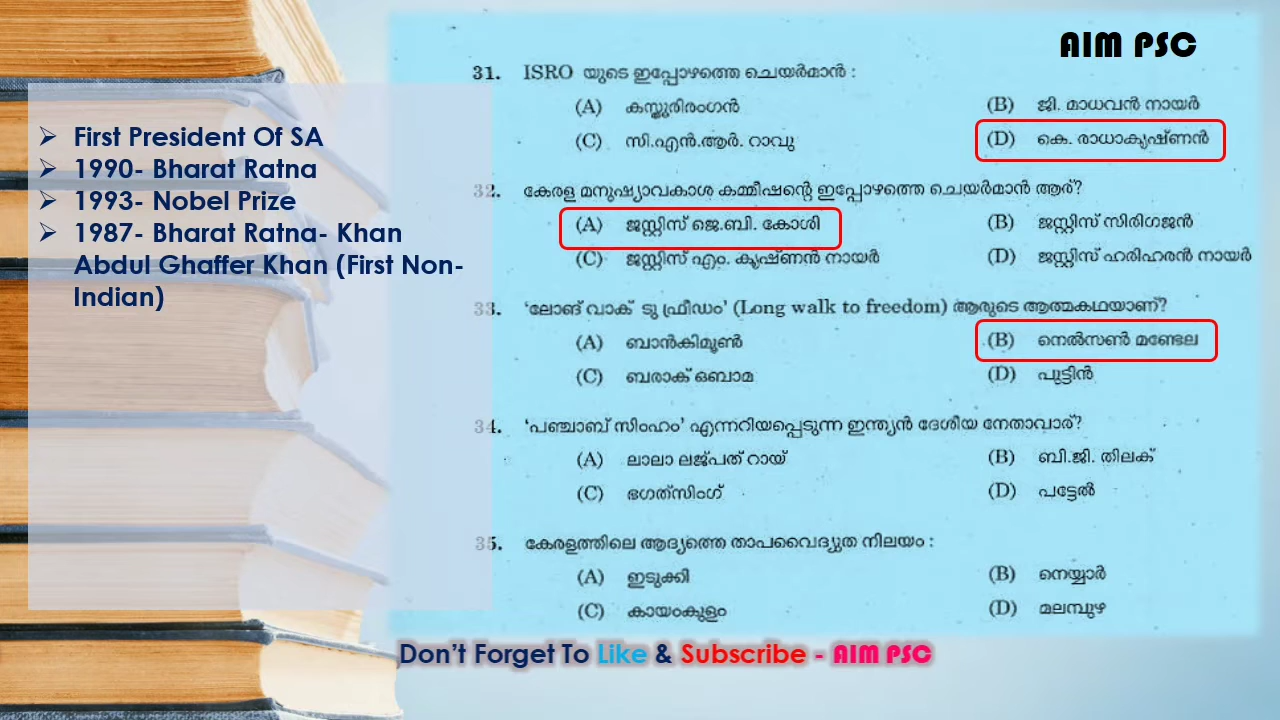 AIM PSC
First President Of SA
1990- Bharat Ratna
1993- Nobel Prize
1987- Bharat Ratna- Khan
Abdul Ghaffer Khan (First Non-
Indian)
31. ISRO യുടെ ഇപ്പോഴത്തെ ചെയർമാൻ :
(A) കസ്തൂരിരംഗൻ (B) ജി. മാധവൻ നായർ
(C) സി.എൻ.ആർ. റാവു (D) കെ. രാധാകൃഷ്ണൻ
32. കേരള മനുഷ്യാവകാശ കമ്മീഷന്റെ ഇപ്പോഴത്തെ ചെയർമാൻ ആര്?
(A) ജസ്റ്റിസ് ജെ.ബി. കോശി (B) ജസ്റ്റിസ് സിരിഗജൻ
(C) ജസ്റ്റിസ് എം. കൃഷ്ണൻ നായർ (D) ജസ്റ്റിസ് ഹരിഹരൻ നായർ
33. 'ലോങ് വാക് ടു ഫ്രീഡം' (Long walk to freedom) ആരുടെ ആത്മകഥയാണ്?
(A) ബാൻകിമൂൺ (B) നെൽസൺ മണ്ടേല
(C) ബരാക് ഒബാമ (D) പുട്ടിൻ
34. 'പഞ്ചാബ് സിംഹം' എന്നറിയപ്പെടുന്ന ഇന്ത്യൻ ദേശീയ നേതാവാര്?
(A) ലാലാ ലജ്പത് റായ് (B) ബി.ജി. തിലക്
(C) ഭഗത്സിംഗ് (D) പട്ടേൽ
35. കേരളത്തിലെ ആദ്യത്തെ താപവൈദ്യുത നിലയം :
(A) ഇടുക്കി (B) നെയ്യാർ
(C) കായംകുളം (D) മലമ്പുഴ
Don't Forget To Like & Subscribe - AIM PSC